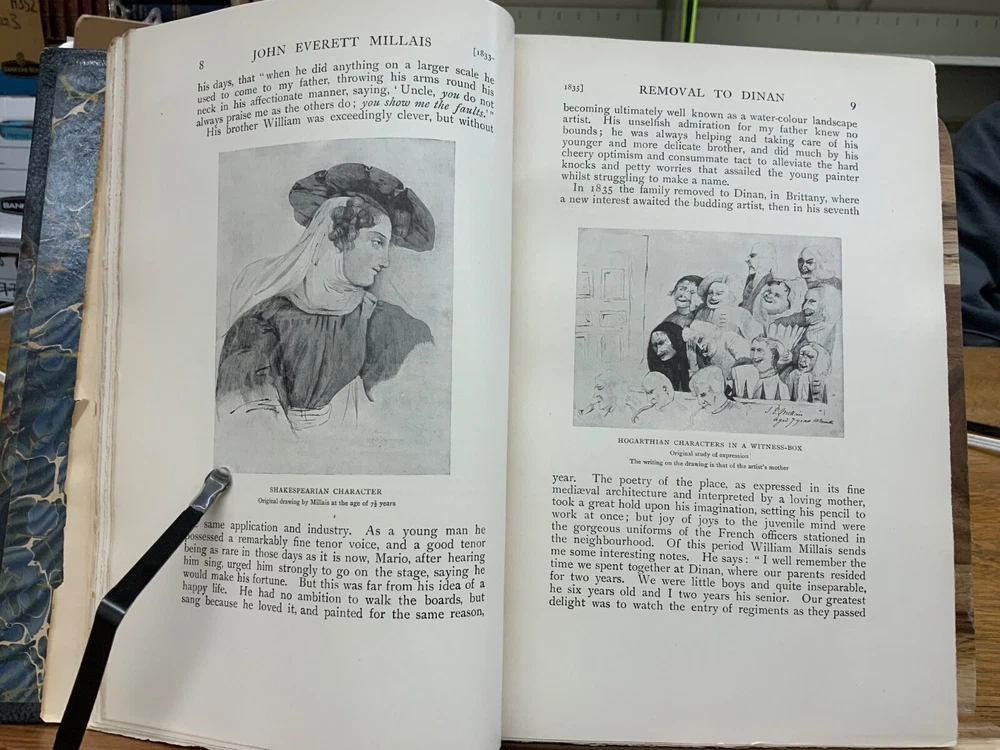 8
JOHN EVERETT MILLAIS
[1833-
his days, that "when he did anything on a larger scale he
used to come to my father, throwing his arms round his
neck in his affectionate manner, saying, 'Uncle, you do not
always praise me as the others do; you show me the faults.'"
His brother William was exceedingly clever, but without
SHAKESPEARIAN CHARACTER
Original drawing by Millais at the age of 7½ years
same application and industry. As a young man he
possessed a remarkably fine tenor voice, and a good tenor
being as rare in those days as it is now, Mario, after hearing
him sing, urged him strongly to go on the stage, saying he
would make his fortune. But this was far from his idea of a
happy life. He had no ambition to walk the boards, but
sang because he loved it, and painted for the same reason,
1835]
REMOVAL TO DINAN
9
becoming ultimately well known as a water-colour landscape
artist. His unselfish admiration for my father knew no
bounds; he was always helping and taking care of his
younger and more delicate brother, and did much by his
cheery optimism and consummate tact to alleviate the hard
knocks and petty worries that assailed the young painter
whilst struggling to make a name.
In 1835 the family removed to Dinan, in Brittany, where
a new interest awaited the budding artist, then in his seventh
HOGARTHIAN CHARACTERS IN A WITNESS-BOX
Original study of expression
The writing on the drawing is that of the artist's mother
year. The poetry of the place, as expressed in its fine
mediæval architecture and interpreted by a loving mother,
took a great hold upon his imagination, setting his pencil to
work at once; but joy of joys to the juvenile mind were
the gorgeous uniforms of the French officers stationed in
the neighbourhood. Of this period William Millais sends
me some interesting notes. He says: "I well remember the
time we spent together at Dinan, where our parents resided
for two years. We were little boys and quite inseparable,
he six years old and I two years his senior. Our greatest
delight was to watch the entry of regiments as they passed